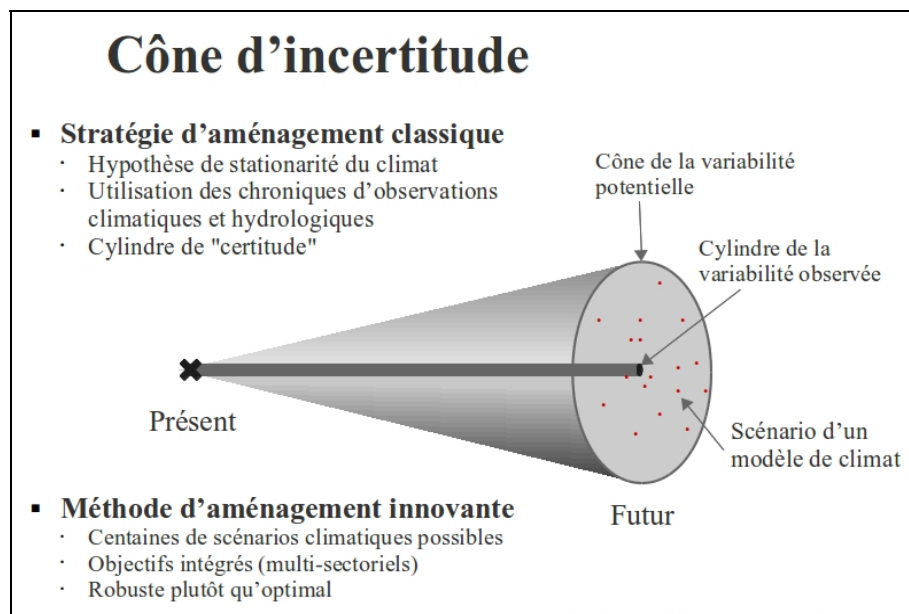 Cône d’incertitude
▪ Stratégie d’aménagement classique
· Hypothèse de stationarité du climat
· Utilisation des chroniques d’observations
climatiques et hydrologiques
· Cylindre de "certitude"
Cône de la variabilité
potentielle
Cylindre de la
variabilité observée
Présent
Scénario d’un
modèle de climat
Futur
▪ Méthode d’aménagement innovante
· Centaines de scénarios climatiques possibles
· Objectifs intégrés (multi-sectoriels)
· Robuste plutôt qu’optimal